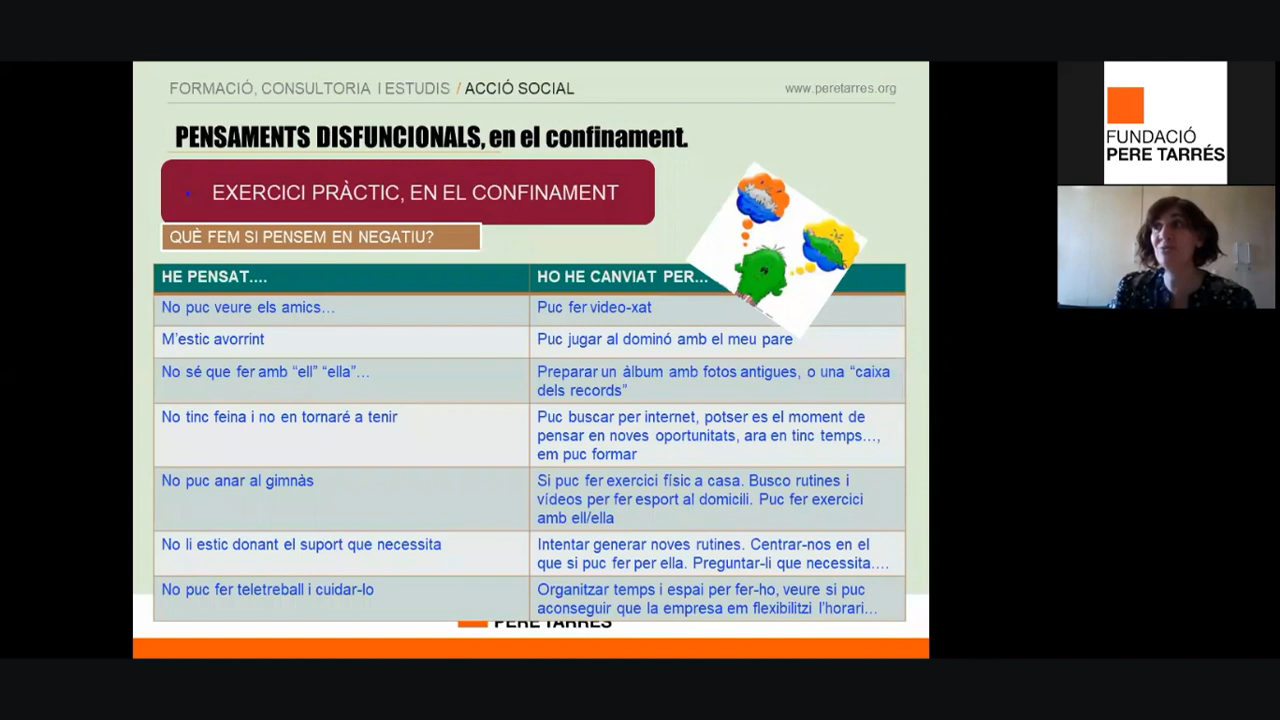 FORMACIÓ, CONSULTORIA I ESTUDIS / ACCIÓ SOCIAL
www.peretarres.org
PENSAMENTS DISFUNCIONALS, en el confinament.
EXERCICI PRÀCTIC, EN EL CONFINAMENT
QUÈ FEM SI PENSEM EN NEGATIU?
HE PENSAT....
HO HE CANVIAT PER...
No puc veure els amics...
Puc fer video-xat
M'estic avorrint
Puc jugar al dominó amb el meu pare
No sé que fer amb “ell” “ella”...
Preparar un àlbum amb fotos antigues, o una “caixa
dels records”
No tinc feina i no en tornaré a tenir
Puc buscar per internet, potser es el moment de
pensar en noves oportunitats, ara en tinc temps...,
em puc formar
No puc anar al gimnàs
Si puc fer exercici físic a casa. Busco rutines i
vídeos per fer esport al domicili. Puc fer exercici
amb ell/ella
No li estic donant el suport que necessita
Intentar generar noves rutines. Centrar-nos en el
que si puc fer per ella. Preguntar-li que necessita....
No puc fer teletreball i cuidar-lo
Organitzar temps i espai per fer-ho, veure si puc
aconseguir que la empresa em flexibilitzi l'horari...
PERE TARRÉS
FUNDACIÓ
PERE TARRÉS